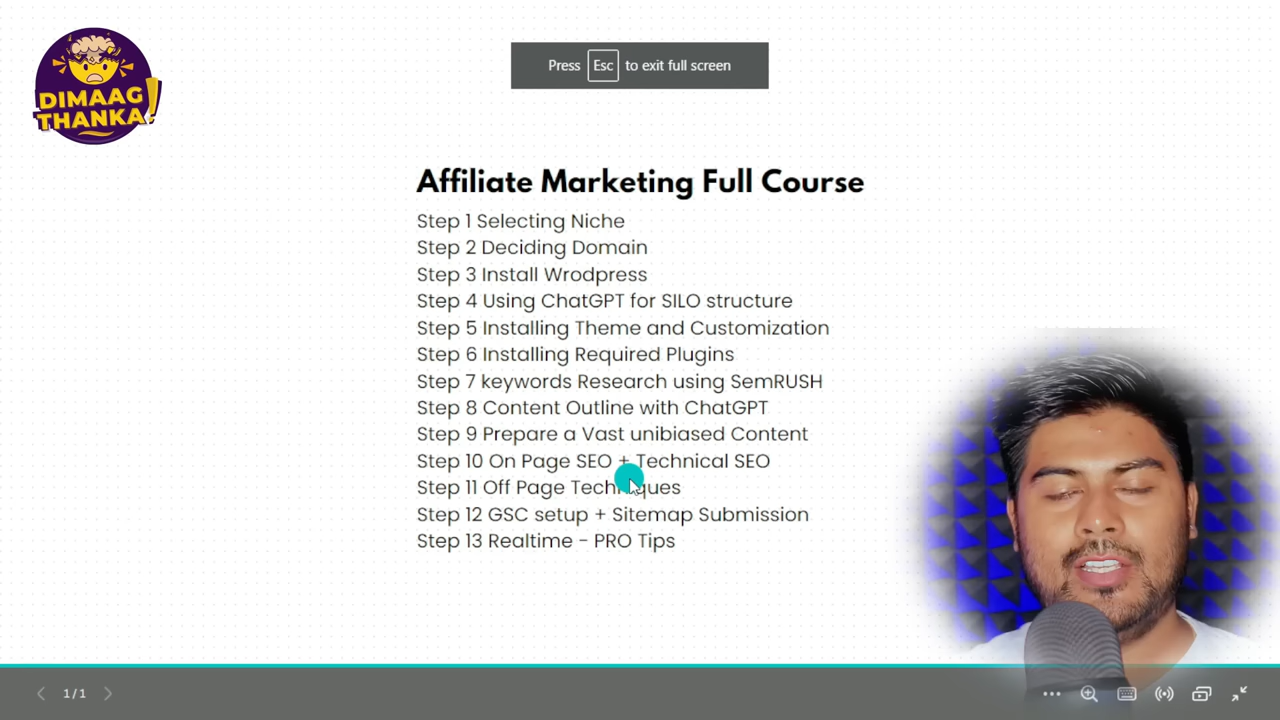 DIMAAG
THANKA!
Press Esc to exit full screen
Affiliate Marketing Full Course
Step 1 Selecting Niche
Step 2 Deciding Domain
Step 3 Install Wrodpress
Step 4 Using ChatGPT for SILO structure
Step 5 Installing Theme and Customization
Step 6 Installing Required Plugins
Step 7 keywords Research using SemRUSH
Step 8 Content Outline with ChatGPT
Step 9 Prepare a Vast unibiased Content
Step 10 On Page SEO + Technical SEO
Step 11 Off Page Techniques
Step 12 GSC setup + Sitemap Submission
Step 13 Realtime - PRO Tips
1/1